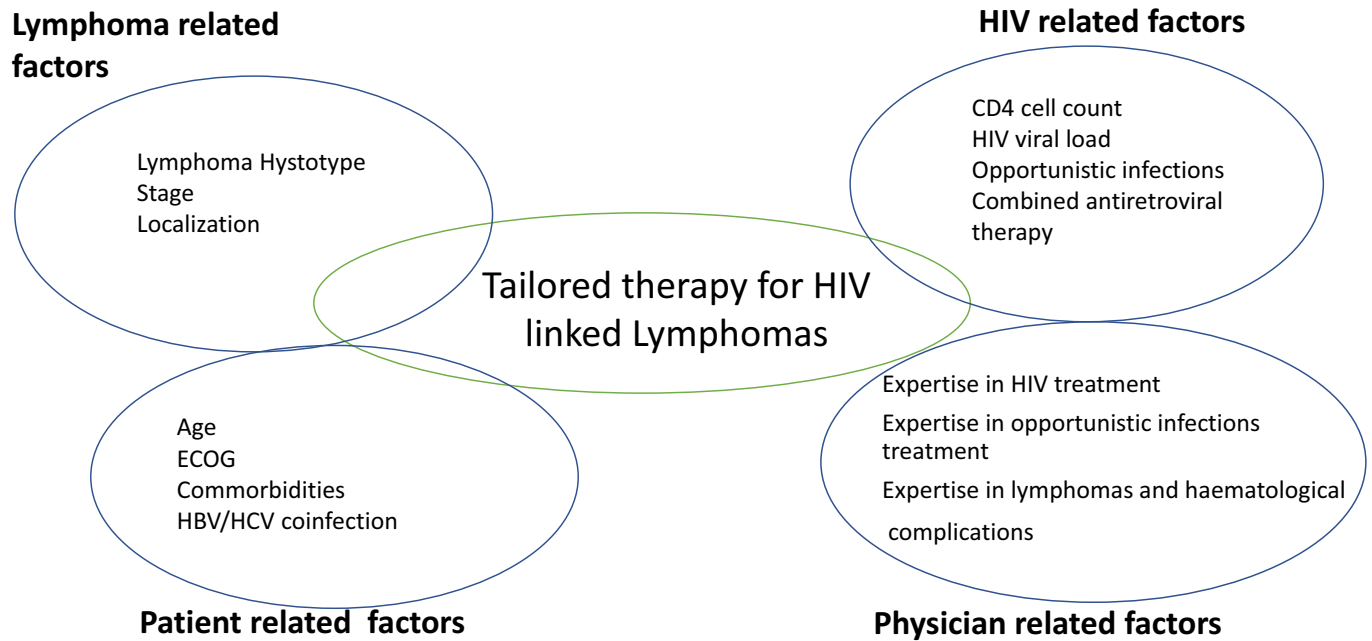 Lymphoma related
factors
Lymphoma Hystotype
Stage
Localization
HIV related factors
CD4 cell count
HIV viral load
Opportunistic infections
Combined antiretroviral
therapy
Tailored therapy for HIV
linked Lymphomas
Age
ECOG
Commorbidities
HBV/HCV coinfection
Patient related factors
Expertise in HIV treatment
Expertise in opportunistic infections
treatment
Expertise in lymphomas and haematological
complications
Physician related factors